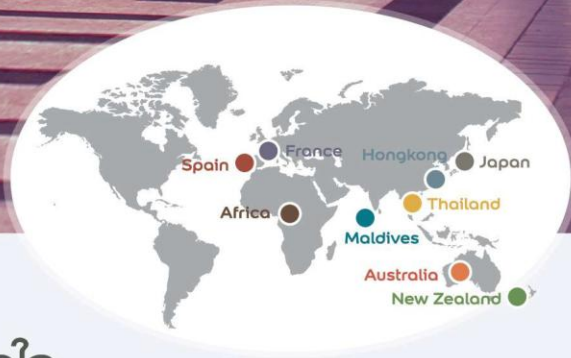 France
Hongkong
Japan
Spain
Thailand
Africa
Maldives
Australia
New Zealand